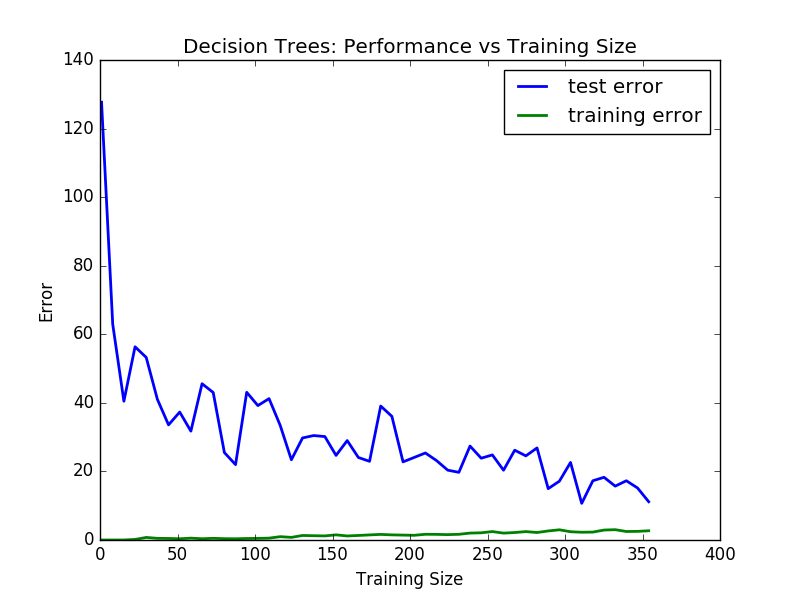 Decision Trees: Performance vs Training Size
140
120
100
80
60
40
20
0
Error
test error
training error
0 50 100 150 200 250 300 350 400
Training Size